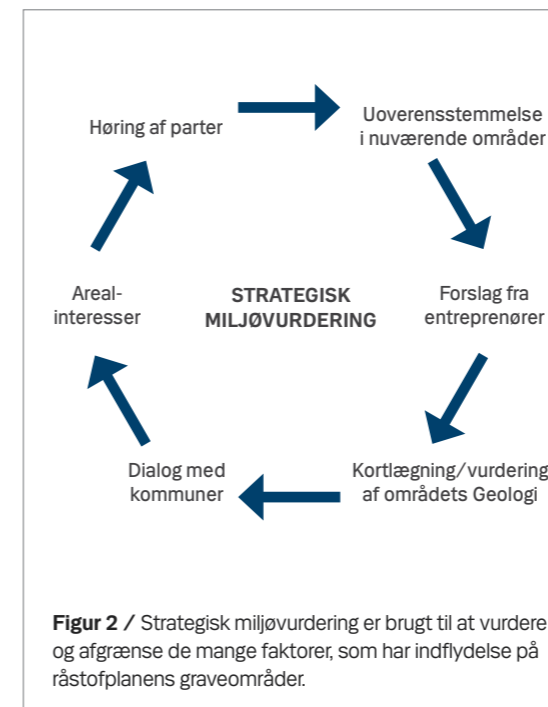 Høring af parter
Uoverensstemmelse
i nuværende områder
Areal-
interesser
STRATEGISK
MILJØVURDERING
Forslag fra
entreprenører
Dialog med
kommuner
Kortlægning/vurdering
af områdets Geologi
Figur 2 / Strategisk miljøvurdering er brugt til at vurdere
og afgrænse de mange faktorer, som har indflydelse på
råstofplanens graveområder.